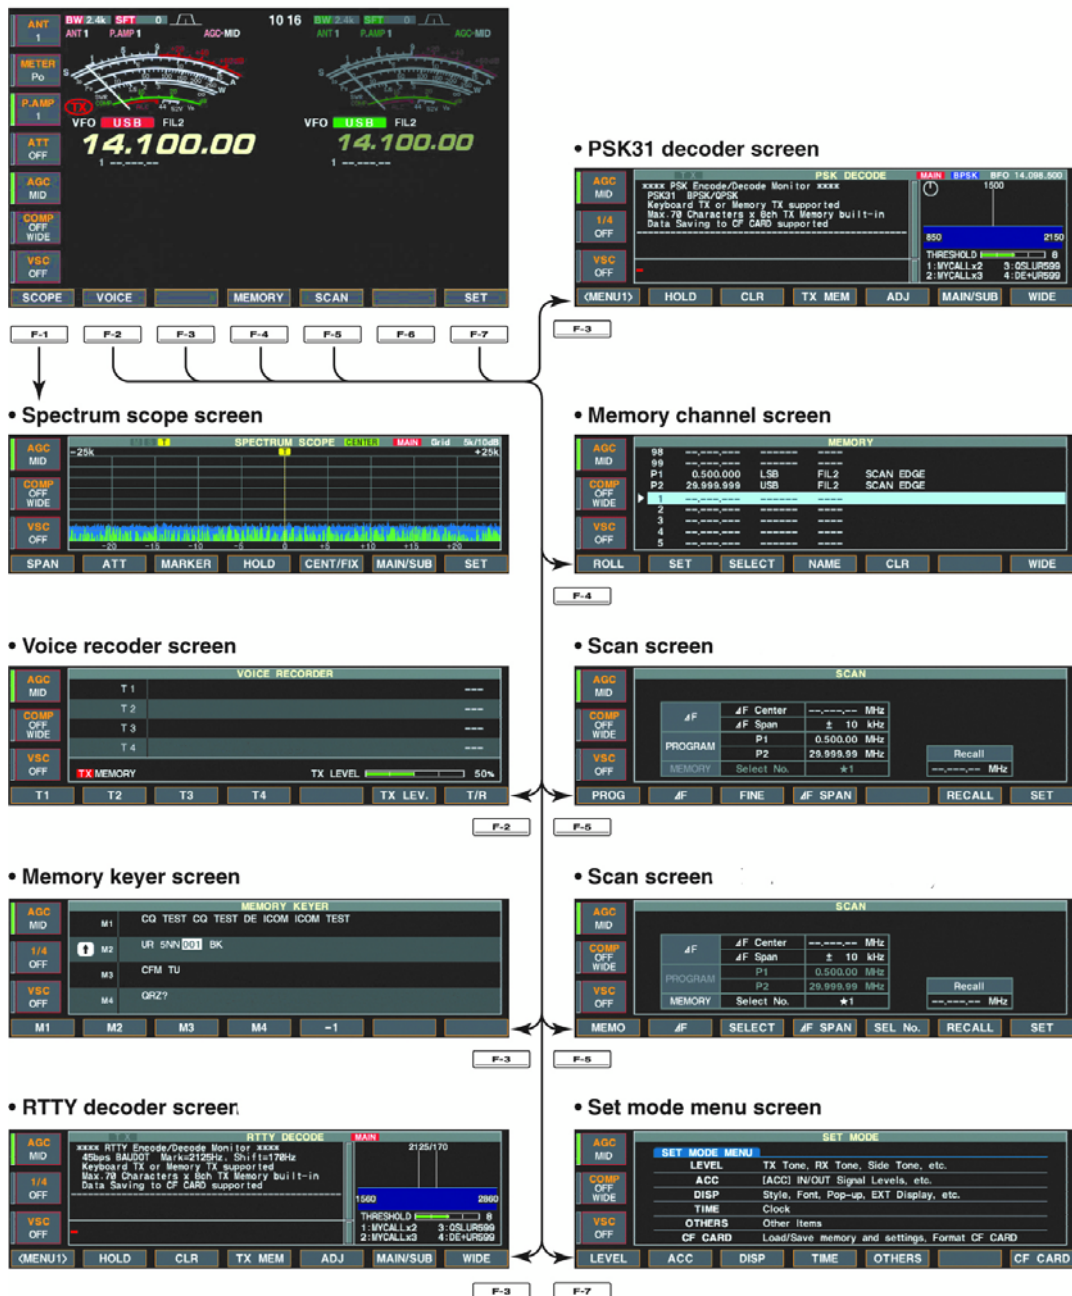 ANT
1
BW 2.4k SFT 0
10 16
BW 2.4k SFT 0
ANT 1 P.AMP 1 AGC-MID
ANT 1 P.AMP 1 AGC-MID
METER
Po
P.AMP
1
TX
VFO USB FIL2
VFO USB FIL2
14.100.00
14.100.00
1 --.---.--
1 --.---.--
ATT
OFF
AGC
MID
COMP
OFF
WIDE
VSC
OFF
SCOPE VOICE MEMORY SCAN SET
F-1 F-2 F-3 F-4 F-5 F-6 F-7
• PSK31 decoder screen
AGC
MID
1/4
OFF
VSC
OFF
TX PSK DECODE MAIN BPSK BFO 14.098.500
xxxx PSK Encode/Decode Monitor xxxx
PSK31 BPSK/QPSK
Keyboard TX or Memory TX supported
Max.70 Characters x 8ch TX Memory built-in
Data Saving to CF CARD supported
1500
850 2150
THRESHOLD 8
1:MYCALLx2 3:QSLUR599
2:MYCALLx3 4:DE+UR599
<MENU1> HOLD CLR TX MEM ADJ MAIN/SUB WIDE
F-3
• Spectrum scope screen
AGC
MID
COMP
OFF
WIDE
VSC
OFF
T SPECTRUM SCOPE CENTER MAIN Grid 5k/10dB
-25k T +25k
-20 -15 -10 -5 0 +5 +10 +15 +20
SPAN ATT MARKER HOLD CENT/FIX MAIN/SUB SET
• Memory channel screen
AGC
MID
COMP
OFF
WIDE
VSC
OFF
MEMORY
98 --.---.--- ------ ----
99 --.---.--- ------ ----
P1 0.500.000 LSB FIL2 SCAN EDGE
P2 29.999.999 USB FIL2 SCAN EDGE
1 --.---.--- ------ ----
2 --.---.--- ------ ----
3 --.---.--- ------ ----
4 --.---.--- ------ ----
5 --.---.--- ------ ----
ROLL SET SELECT NAME CLR WIDE
F-4
• Voice recoder screen
AGC
MID
COMP
OFF
WIDE
VSC
OFF
VOICE RECORDER
T 1 ---
T 2 ---
T 3 ---
T 4 ---
TX MEMORY TX LEVEL 50%
T1 T2 T3 T4 TX LEV. T/R
F-2
• Scan screen
AGC
MID
COMP
OFF
WIDE
VSC
OFF
SCAN
⊿F ⊿F Center --.---.-- MHz
⊿F Span ± 10 kHz
PROGRAM P1 0.500.00 MHz
P2 29.999.99 MHz
MEMORY Select No. ★1
Recall
--.---.-- MHz
PROG ⊿F FINE ⊿F SPAN RECALL SET
F-5
• Memory keyer screen
AGC
MID
1/4
OFF
VSC
OFF
MEMORY KEYER
M1 CQ TEST CQ TEST DE ICOM ICOM TEST
M2 UR 5NN 001 BK
M3 CFM TU
M4 QRZ?
M1 M2 M3 M4 -1
F-3
• Scan screen
AGC
MID
COMP
OFF
WIDE
VSC
OFF
SCAN
⊿F ⊿F Center --.---.-- MHz
⊿F Span ± 10 kHz
PROGRAM P1 0.500.00 MHz
P2 29.999.99 MHz
MEMORY Select No. ★1
Recall
--.---.-- MHz
MEMO ⊿F SELECT ⊿F SPAN SEL No. RECALL SET
F-5
• RTTY decoder screen
AGC
MID
1/4
OFF
VSC
OFF
TX RTTY DECODE MAIN
xxxx RTTY Encode/Decode Monitor xxxx
45bps BAUDOT Mark=2125Hz, Shift=170Hz
Keyboard TX or Memory TX supported
Max.70 Characters x 8ch TX Memory built-in
Data Saving to CF CARD supported
2125/170
1560 2860
THRESHOLD 8
1:MYCALLx2 3:QSLUR599
2:MYCALLx3 4:DE+UR599
<MENU1> HOLD CLR TX MEM ADJ MAIN/SUB WIDE
F-3
• Set mode menu screen
AGC
MID
COMP
OFF
WIDE
VSC
OFF
SET MODE
SET MODE MENU
LEVEL TX Tone, RX Tone, Side Tone, etc.
ACC [ACC] IN/OUT Signal Levels, etc.
DISP Style, Font, Pop-up, EXT Display, etc.
TIME Clock
OTHERS Other Items
CF CARD Load/Save memory and settings, Format CF CARD
LEVEL ACC DISP TIME OTHERS CF CARD
F-7